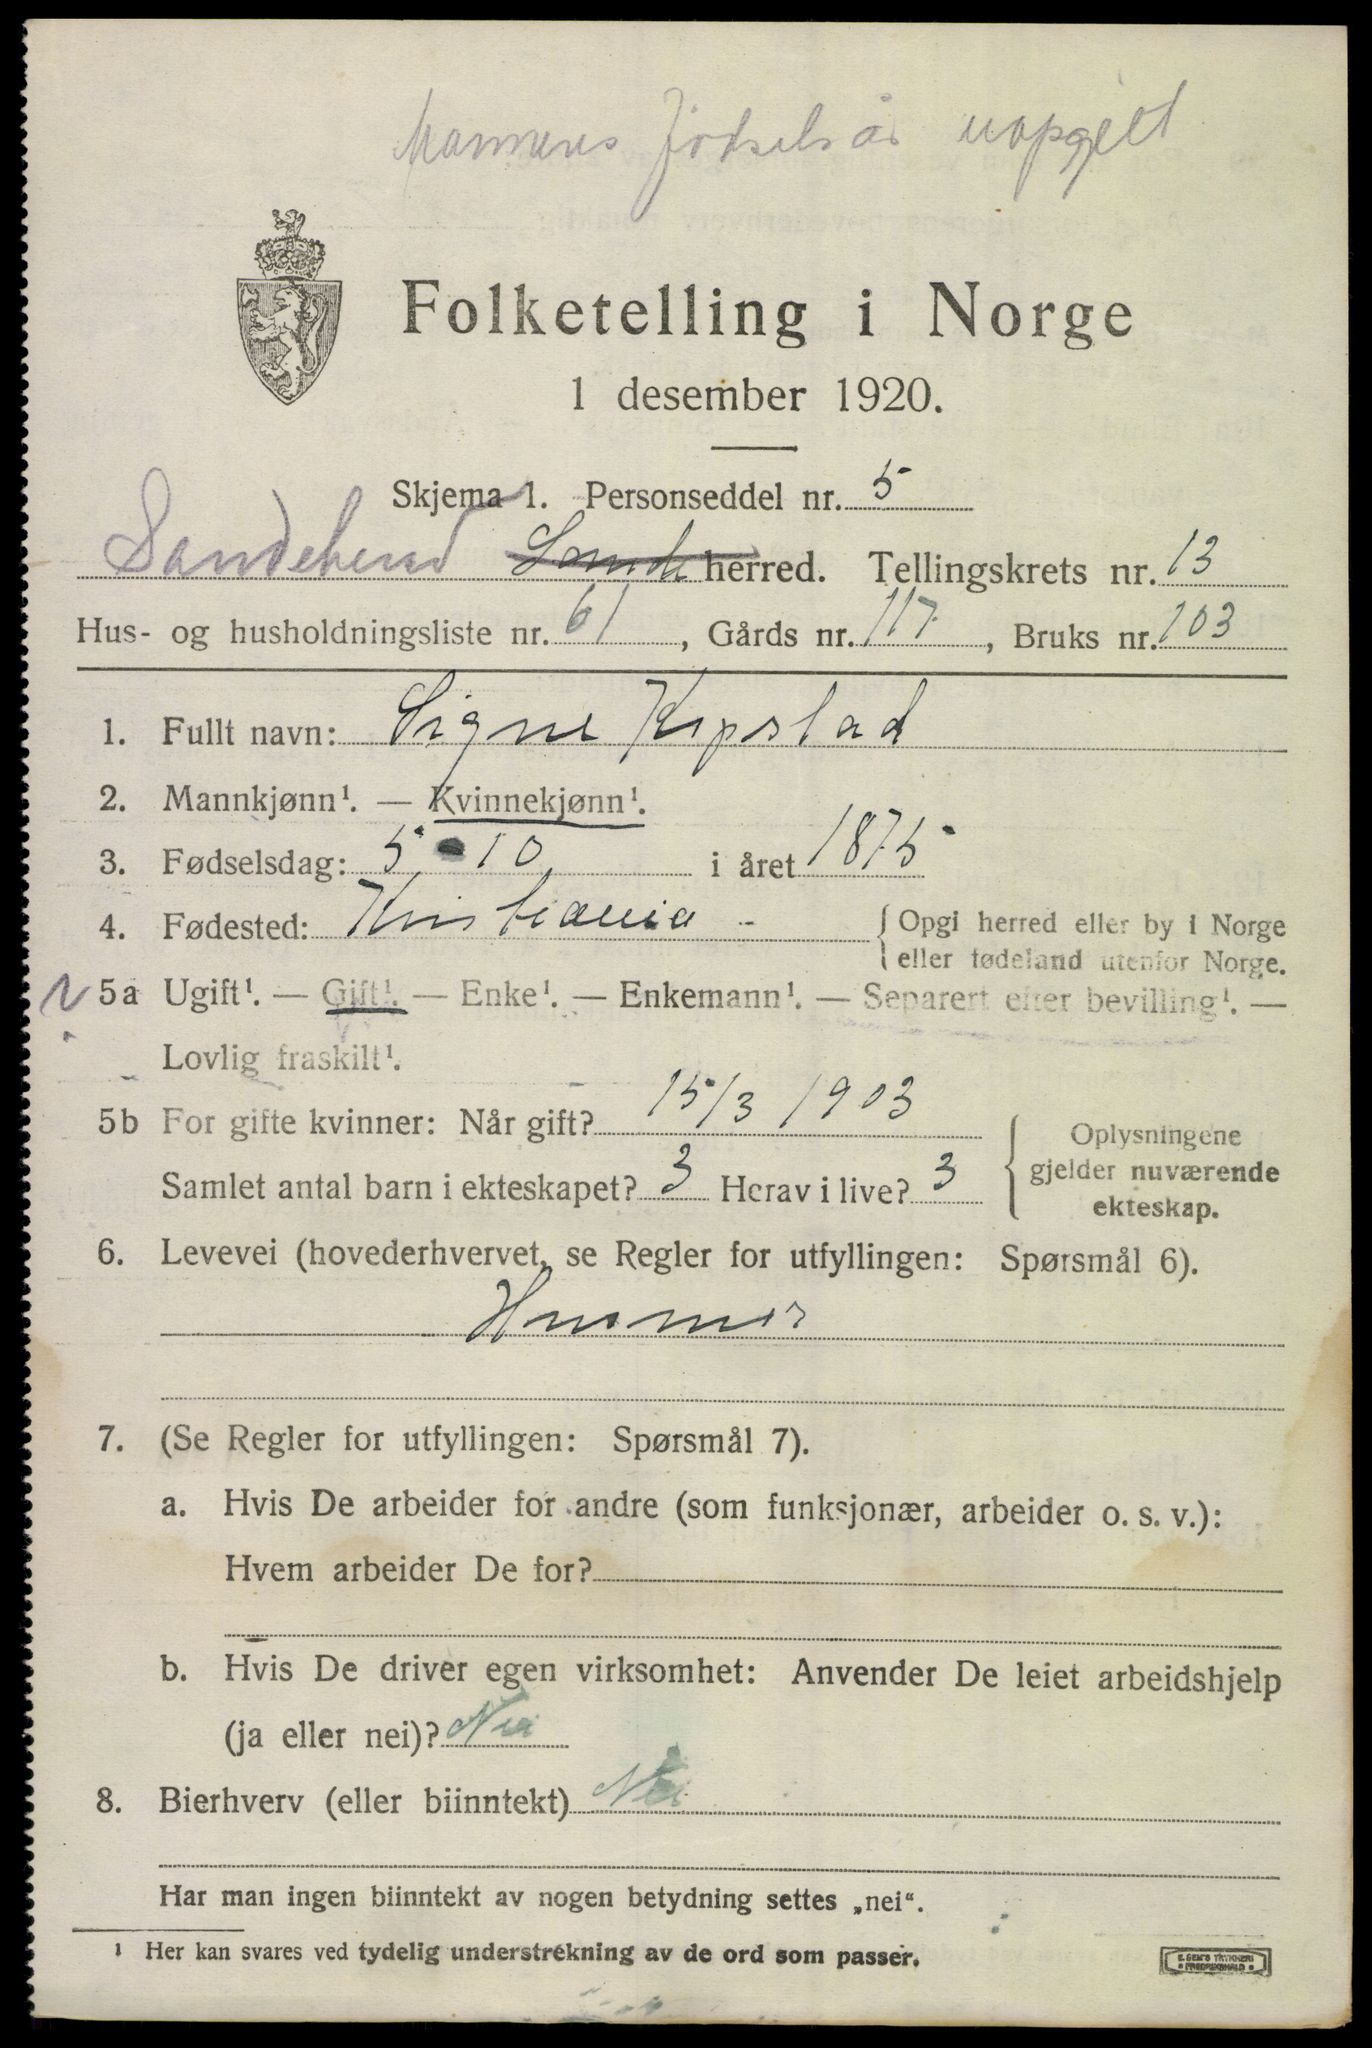 Mannens fødselsår uopgitt
Folketelling i Norge
1 desember 1920.
Skjema 1. Personseddel nr. 5
Sandeherred Sande herred. Tellingskrets nr. 13
Hus- og husholdningsliste nr. 61, Gårds nr. 117, Bruks nr. 103
1. Fullt navn: Signe Kipstad
2. Mannkjønn¹. — Kvinnekjønn¹.
3. Fødselsdag: 5 - 10 i året 1875
4. Fødested: Kristiania - { Opgi herred eller by i Norge
eller fødeland utenfor Norge.
5a Ugift¹. — Gift¹. — Enke¹. — Enkemann¹. — Separert efter bevilling¹. —
Lovlig fraskilt¹.
5b For gifte kvinner: Når gift? 15/3 1903
Samlet antal barn i ekteskapet? 3 Herav i live? 3
{ Oplysningene
gjelder nuværende
ekteskap.
6. Levevei (hovederhvervet, se Regler for utfyllingen: Spørsmål 6).
Husmor
7. (Se Regler for utfyllingen: Spørsmål 7).
a. Hvis De arbeider for andre (som funksjonær, arbeider o. s. v.):
Hvem arbeider De for?
b. Hvis De driver egen virksomhet: Anvender De leiet arbeidshjelp
(ja eller nei)? Nei
8. Bierhverv (eller biinntekt) Nei
Har man ingen biinntekt av nogen betydning settes „nei“.
¹ Her kan svares ved tydelig understrekning av de ord som passer.
E. SEM'S TRYKKERI
FREDRIKSHALD